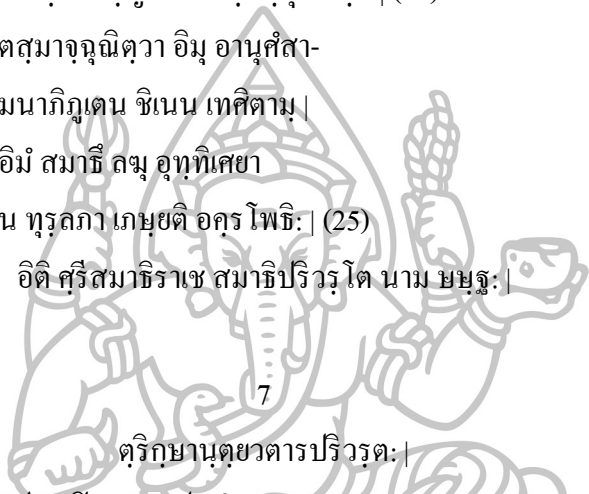 ตสฺมาจฺฉุณิตฺวา อิมุ อานุศํสา-
มนาภิภูเตน ชิเนน เทศิตามฺ |
อิมํ สมาธึ ลฆุ อุทฺทิเศยา
น ทุรฺลภา เภษฺยติ อคฺร โพธิ: | (25)
อิติ ศฺรีสมาธิราเช สมาธิปริวรฺโต นาม ษษฺฐ: |
7
ตฺริกฺษานฺตฺยวตารปริวรฺต: |